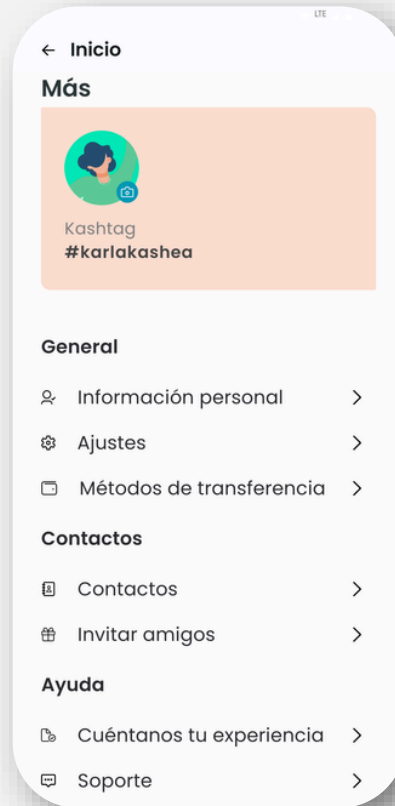 LTE
← Inicio
Más
Kashtag
#karlakashea
General
Información personal
Ajustes
Métodos de transferencia
Contactos
Contactos
Invitar amigos
Ayuda
Cuéntanos tu experiencia
Soporte